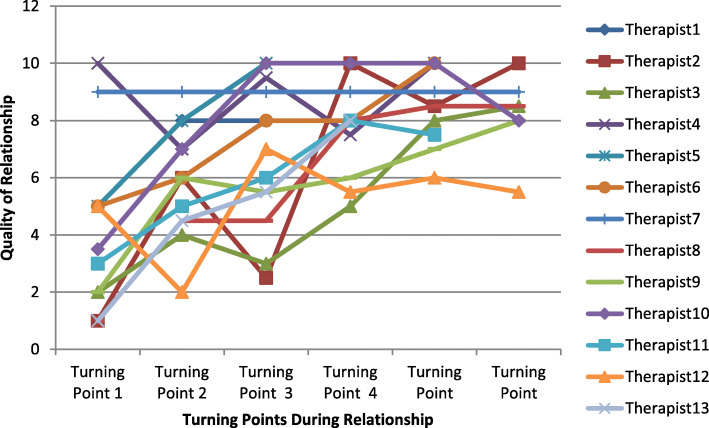 Quality of Relationship
12
10
8
6
4
2
0
Turning
Point 1
Turning
Point 2
Turning
Point 3
Turning
Point 4
Turning
Point
Turning
Point
Turning Points During Relationship
Therapist1
Therapist2
Therapist3
Therapist4
Therapist5
Therapist6
Therapist7
Therapist8
Therapist9
Therapist10
Therapist11
Therapist12
Therapist13